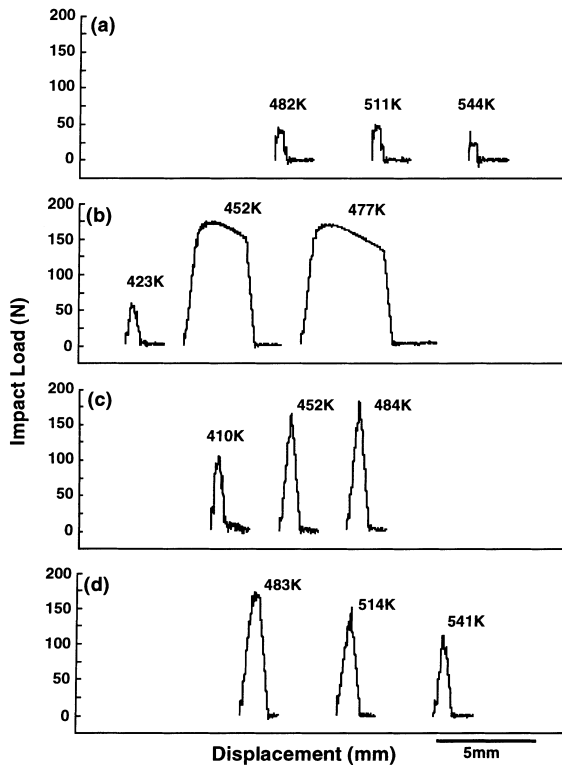 (a)
200
150
100
50
0
482K 511K 544K
(b)
200
150
100
50
0
423K 452K 477K
(c)
200
150
100
50
0
410K 452K 484K
(d)
200
150
100
50
0
483K 514K 541K
Impact Load (N)
Displacement (mm)
5mm